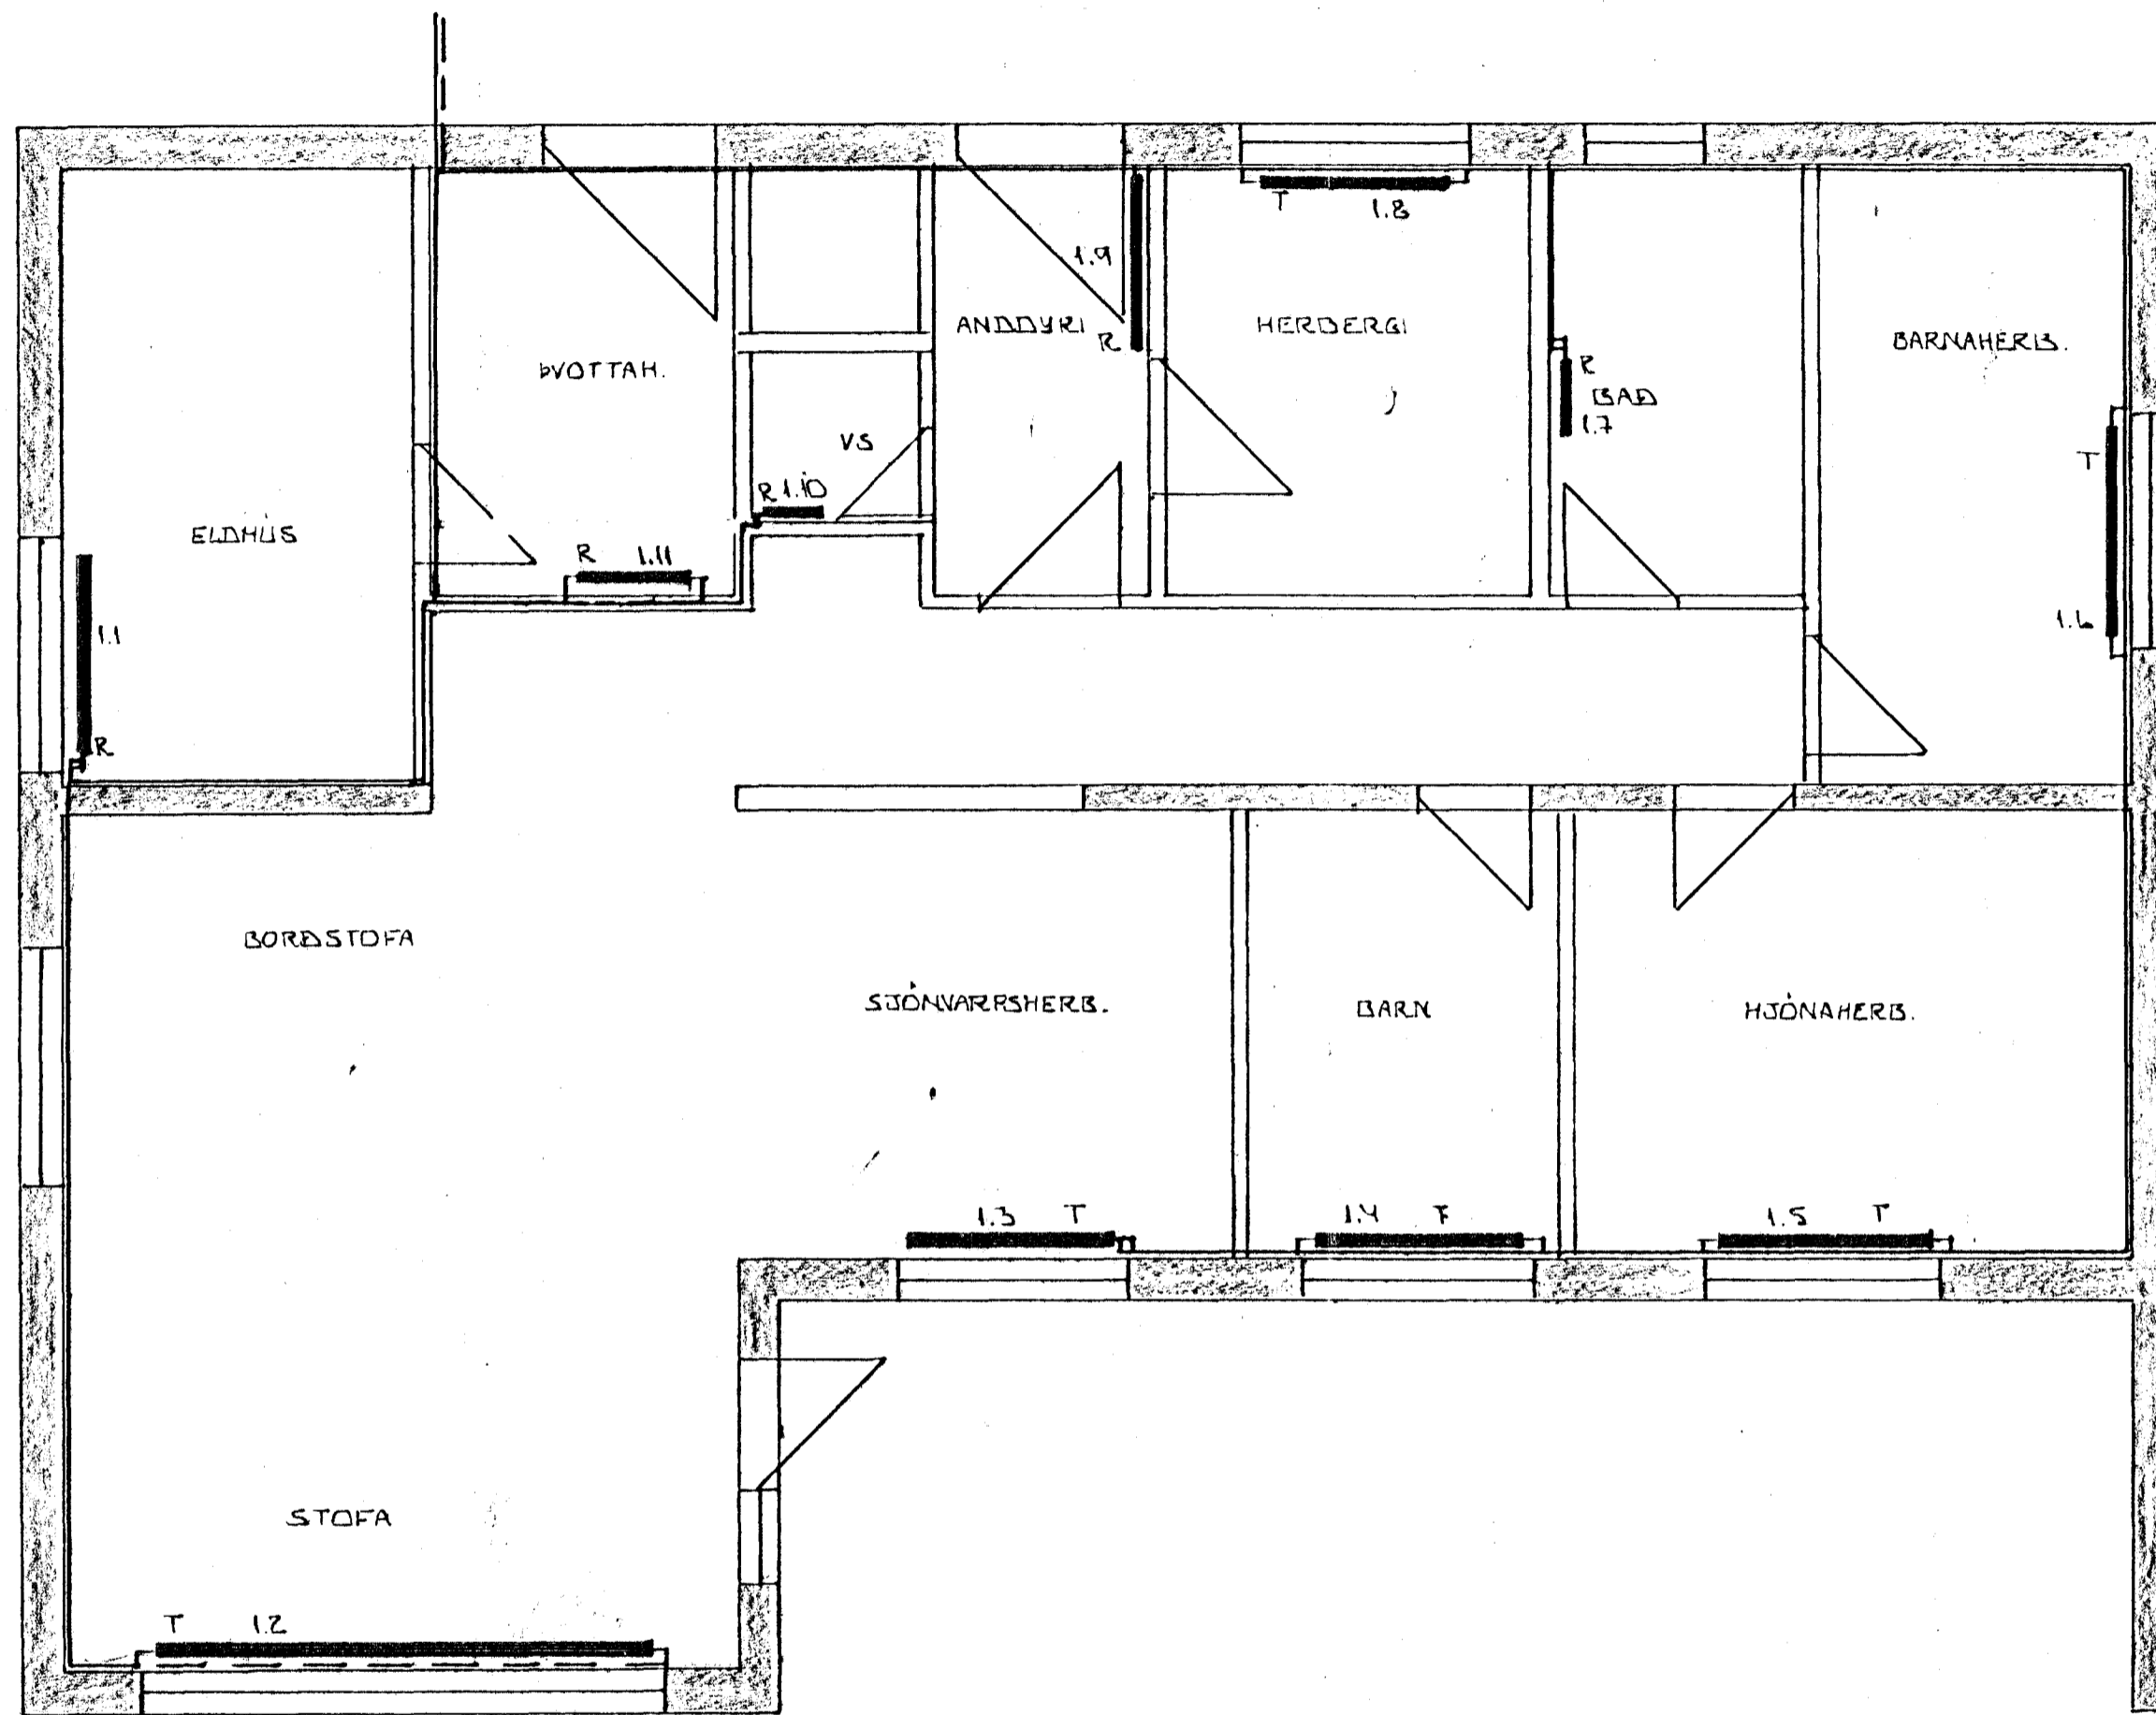 T 1.8
1.9
ANDDYRI
R
HERBERGI
BARNAHERB.
ÞVOTTAH.
R
BAÐ
1.7
VS
R 1.10
T
ELDHÚS
R 1.11
1.1
1.6
R
BORÐSTOFA
SJÓNVARPSHERB.
BARN
HJÓNAHERB.
1.3 T
1.4 T
1.5 T
STOFA
T 1.2